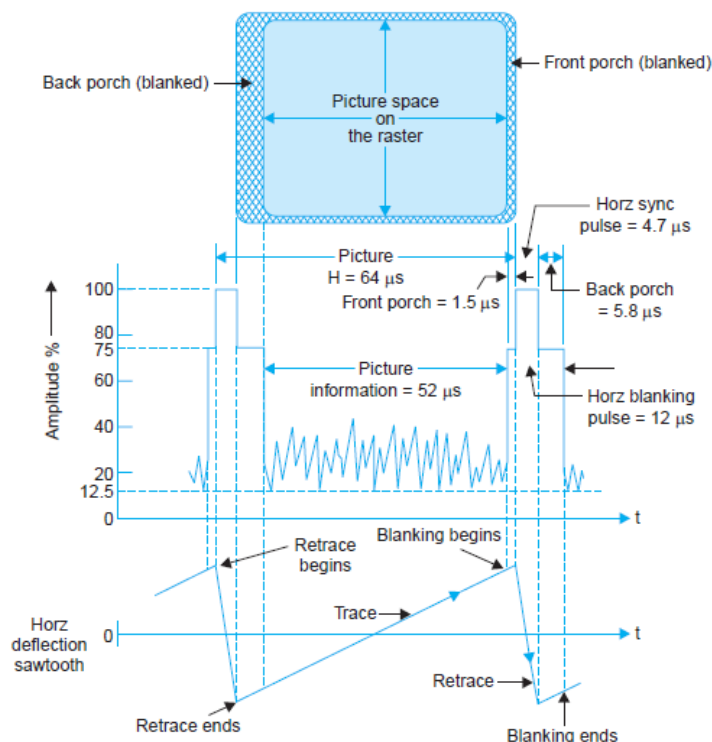 Back porch (blanked)
Front porch (blanked)
Picture space
on
the raster
Horz sync
pulse = 4.7 μs
Picture
H = 64 μs
Front porch = 1.5 μs
Back porch
= 5.8 μs
Amplitude %
100
80
75
60
40
20
12.5
0
Picture
information = 52 μs
Horz blanking
pulse = 12 μs
t
Retrace
begins
Blanking begins
Trace
Horz
deflection
sawtooth
0
t
Retrace
Retrace ends
Blanking ends